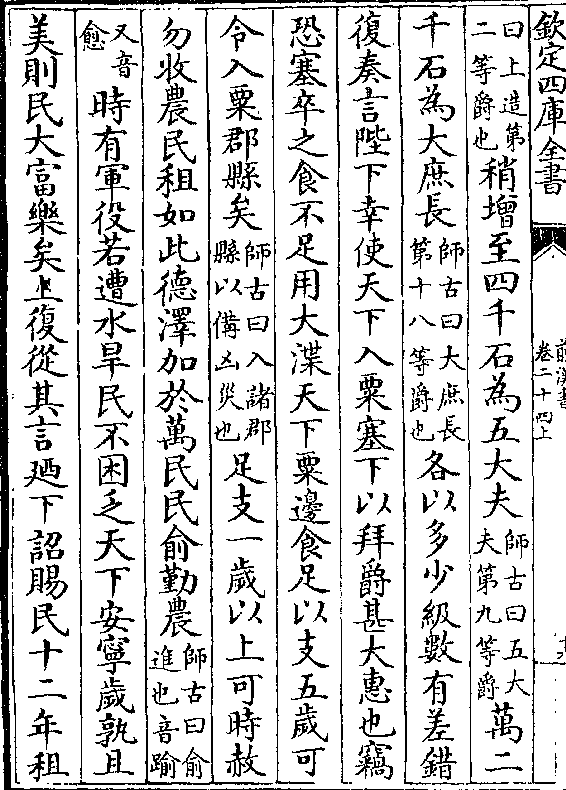 欽定四庫全書
前漢書
卷二十四上
曰上造第二等爵也稍增至四千石為五大夫師古曰五大夫第九等爵萬二
千石為大庶長師古曰大庶長第十八等爵也各以多少級數有差錯
復奏言陛下幸使天下入粟塞下以拜爵甚大惠也竊
恐塞卒之食不足用大渫天下粟邊食足以支五歲可
令入粟郡縣矣師古曰入諸郡縣以備凶災也足支一歲以上可時赦
勿收農民租如此德澤加於萬民民俞勤農師古曰俞進也音踰
又音愈時有軍役若遭水旱民不困乏天下安寧歲孰且
美則民大富樂矣上復從其言廼下詔賜民十二年租